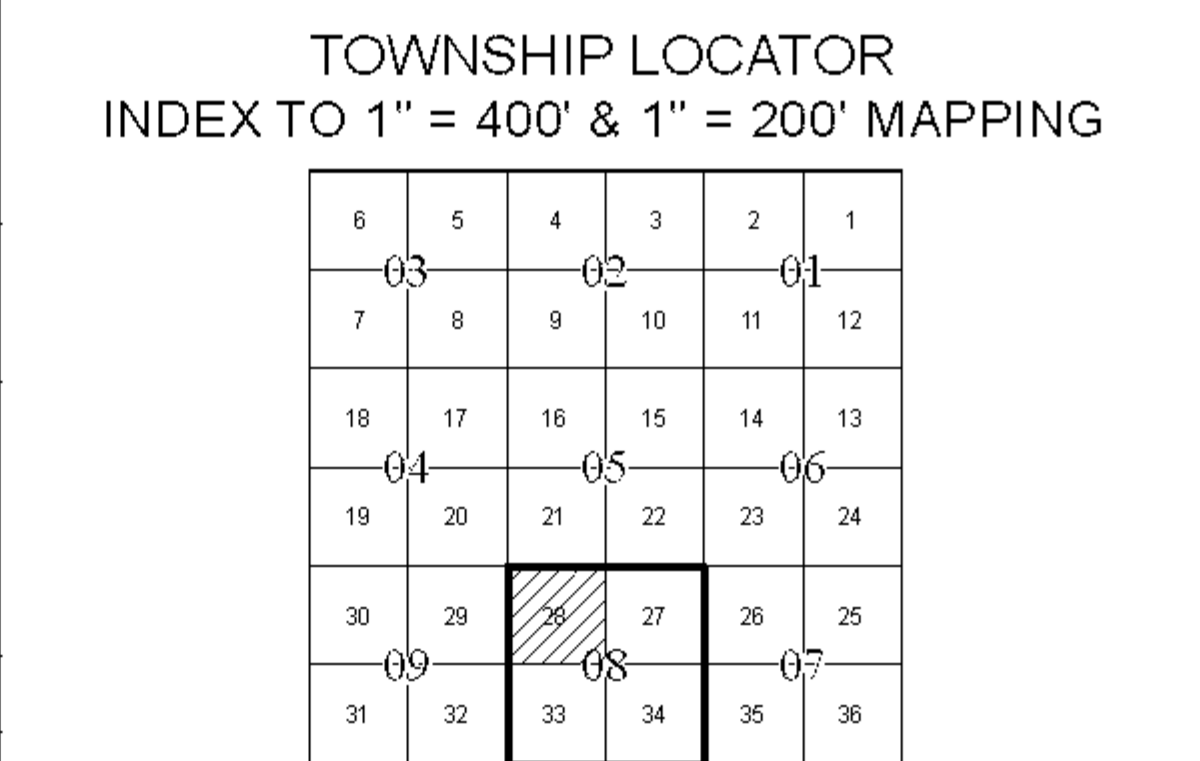 TOWNSHIP LOCATOR
INDEX TO 1" = 400' & 1" = 200' MAPPING
6 5 4 3 2 1
03 02 01
7 8 9 10 11 12
18 17 16 15 14 13
04 05 06
19 20 21 22 23 24
30 29 28 27 26 25
09 08 07
31 32 33 34 35 36